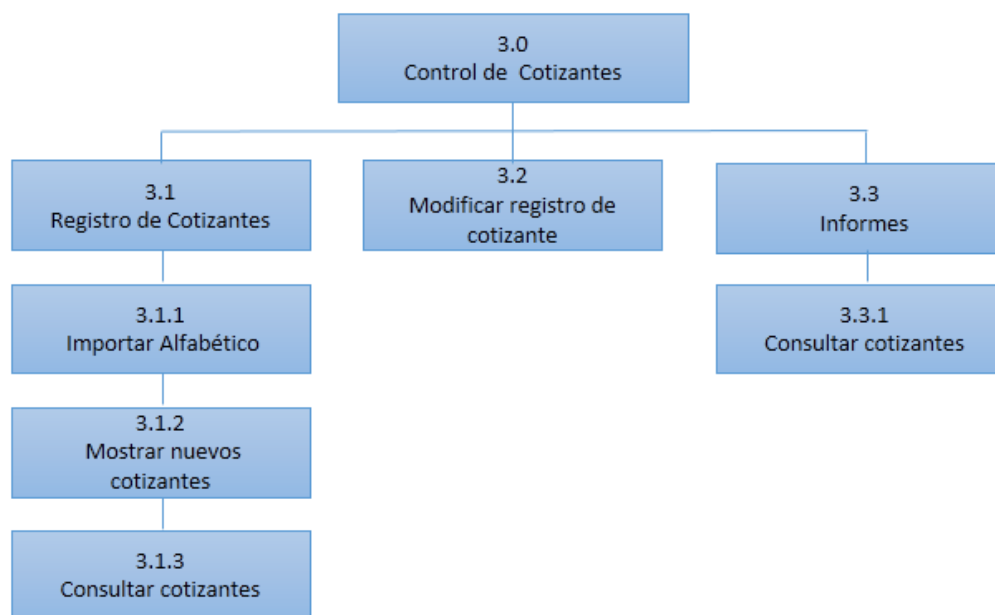 3.0
Control de Cotizantes
3.1
Registro de Cotizantes
3.2
Modificar registro de
cotizante
3.3
Informes
3.1.1
Importar Alfabético
3.3.1
Consultar cotizantes
3.1.2
Mostrar nuevos
cotizantes
3.1.3
Consultar cotizantes